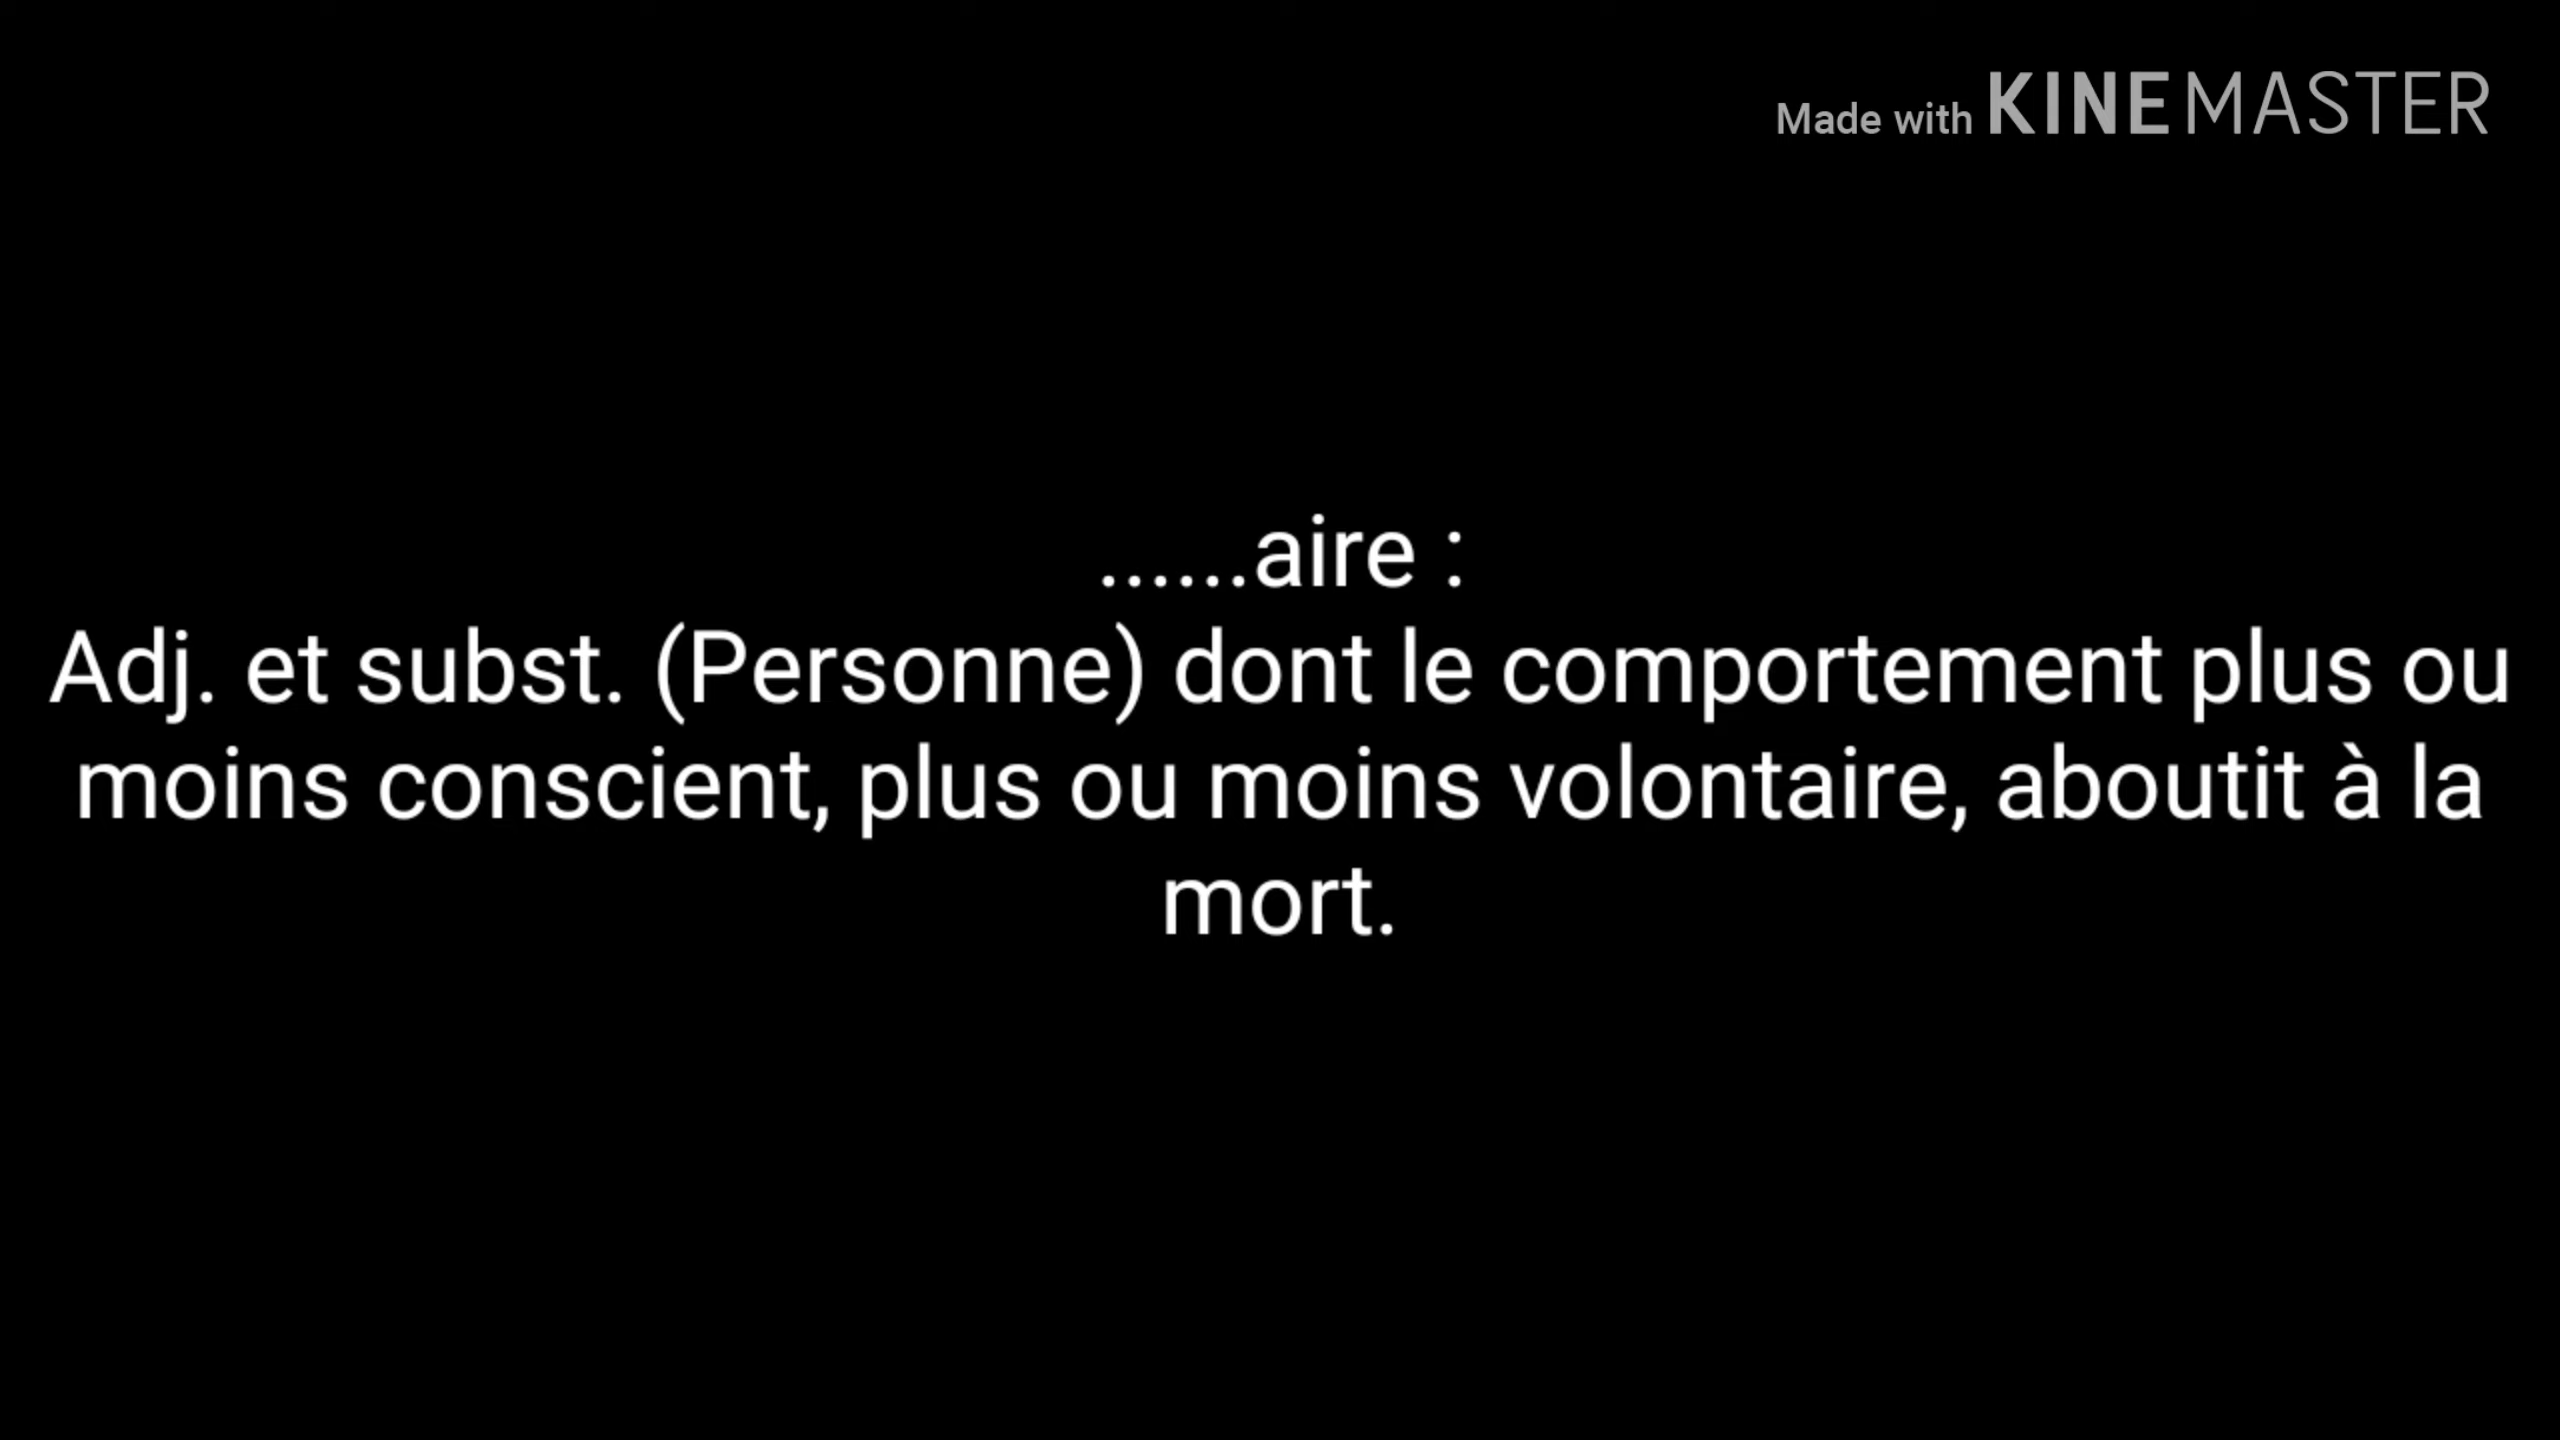 Made with KINEMASTER
......aire :
Adj. et subst. (Personne) dont le comportement plus ou
moins conscient, plus ou moins volontaire, aboutit à la
mort.